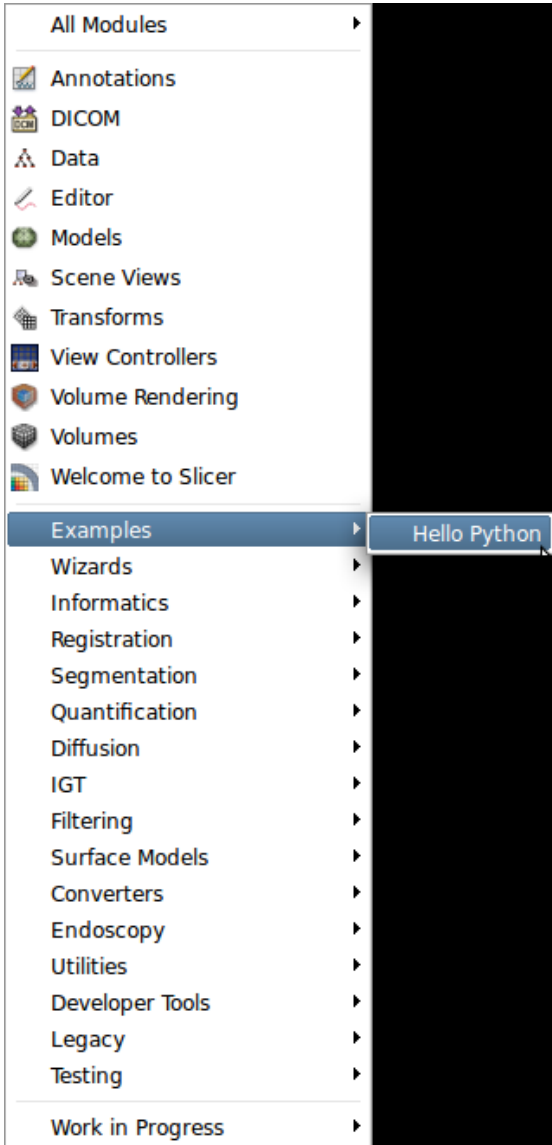 All Modules
Annotations
DICOM
Data
Editor
Models
Scene Views
Transforms
View Controllers
Volume Rendering
Volumes
Welcome to Slicer
Examples
Hello Python
Wizards
Informatics
Registration
Segmentation
Quantification
Diffusion
IGT
Filtering
Surface Models
Converters
Endoscopy
Utilities
Developer Tools
Legacy
Testing
Work in Progress